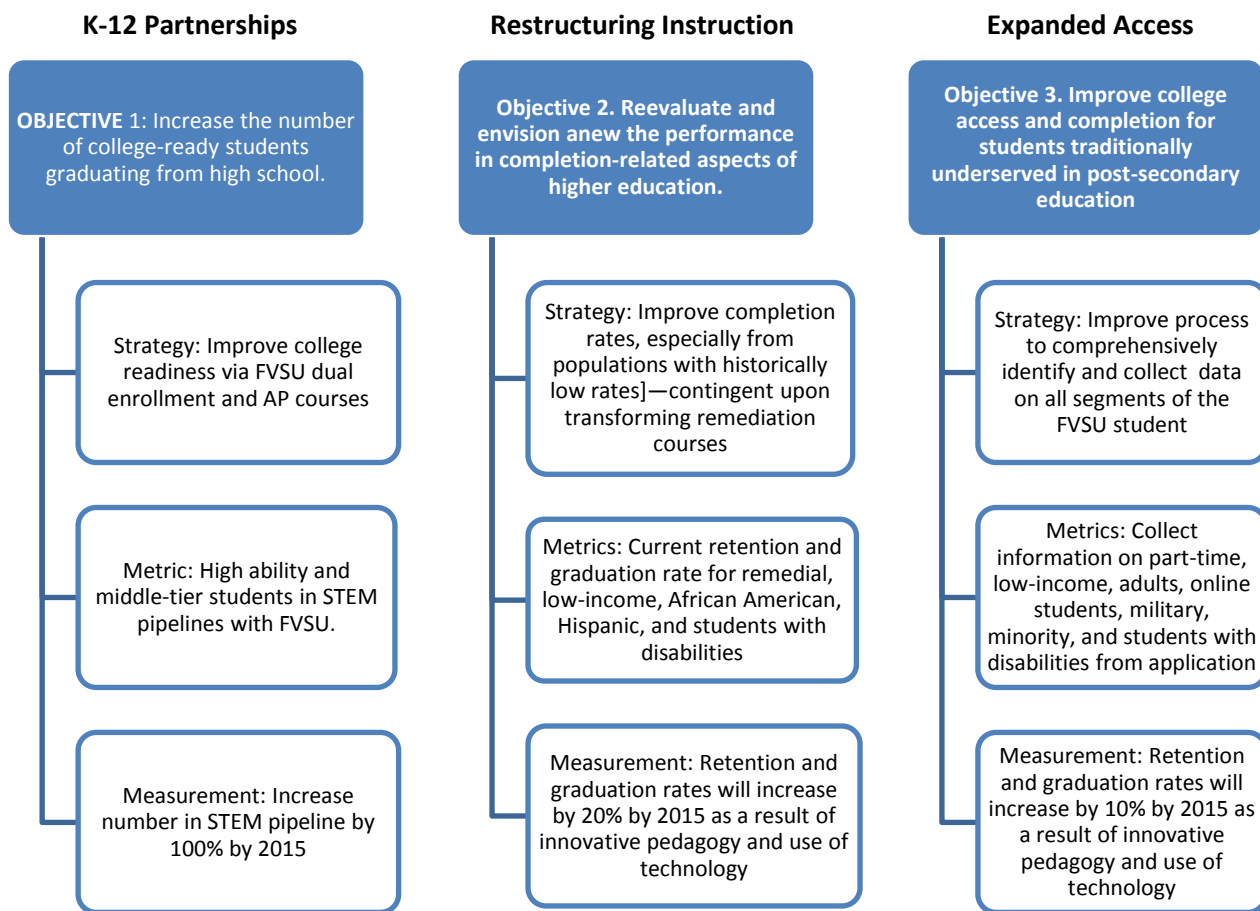 K-12 Partnerships
OBJECTIVE 1: Increase the number
of college-ready students
graduating from high school.
Strategy: Improve college
readiness via FVSU dual
enrollment and AP courses
Metric: High ability and
middle-tier students in STEM
pipelines with FVSU.
Measurement: Increase
number in STEM pipeline by
100% by 2015
Restructuring Instruction
Objective 2. Reevaluate and
envision anew the performance
in completion-related aspects of
higher education.
Strategy: Improve completion
rates, especially from
populations with historically
low rates]—contingent upon
transforming remediation
courses
Metrics: Current retention and
graduation rate for remedial,
low-income, African American,
Hispanic, and students with
disabilities
Measurement: Retention and
graduation rates will increase
by 20% by 2015 as a result of
innovative pedagogy and use of
technology
Expanded Access
Objective 3. Improve college
access and completion for
students traditionally
underserved in post-secondary
education
Strategy: Improve process
to comprehensively
identify and collect data
on all segments of the
FVSU student
Metrics: Collect
information on part-time,
low-income, adults, online
students, military,
minority, and students with
disabilities from application
Measurement: Retention
and graduation rates will
increase by 10% by 2015 as
a result of innovative
pedagogy and use of
technology